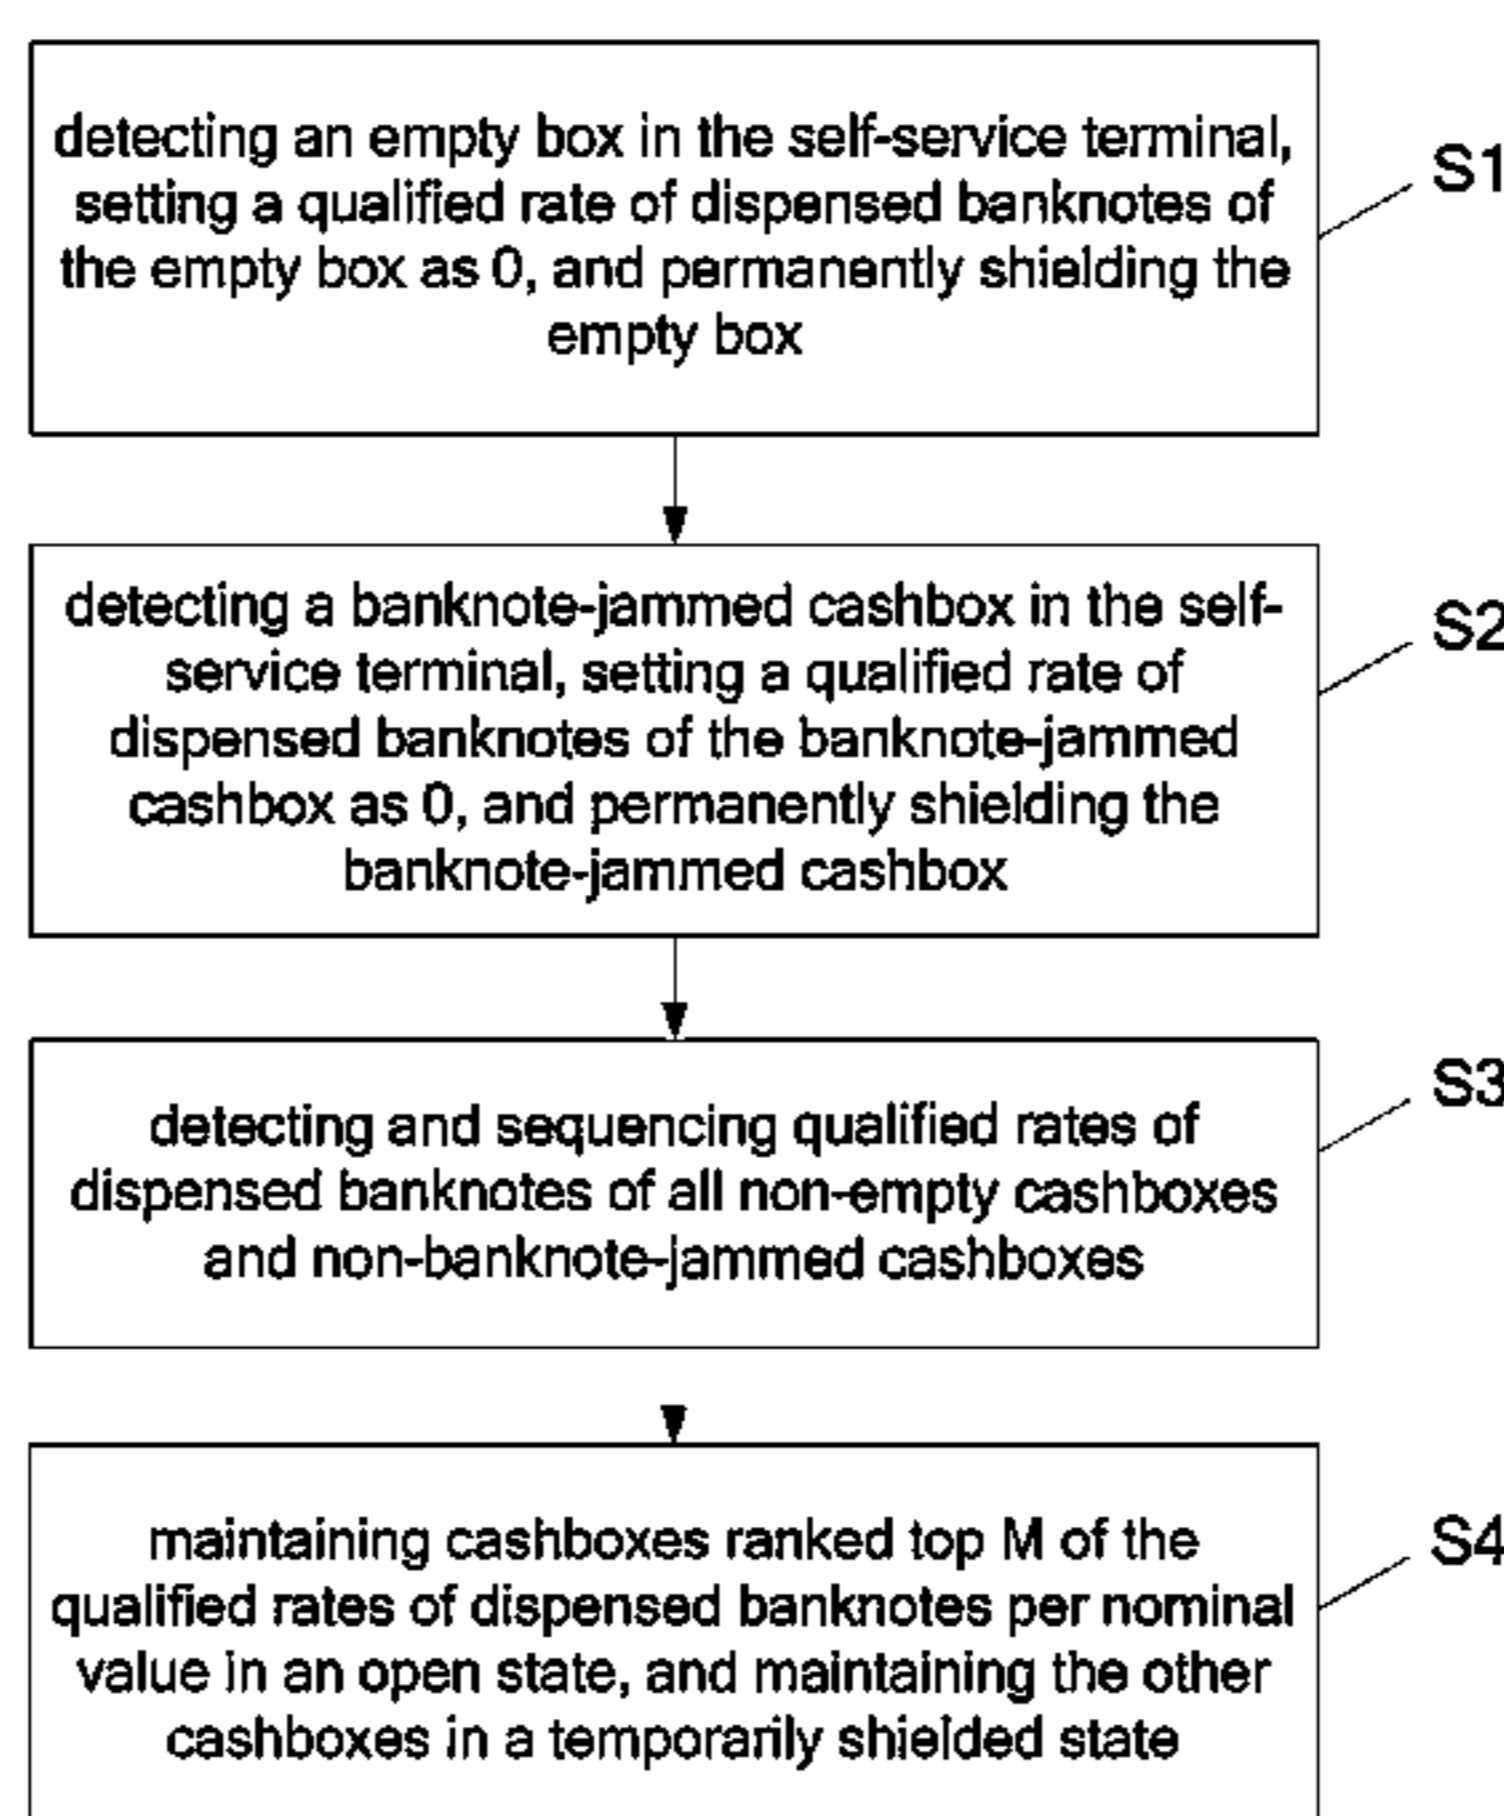 detecting an empty box in the self-service terminal,
setting a qualified rate of dispensed banknotes of
the empty box as 0, and permanently shielding the
empty box
S1
detecting a banknote-jammed cashbox in the self-
service terminal, setting a qualified rate of
dispensed banknotes of the banknote-jammed
cashbox as 0, and permanently shielding the
banknote-jammed cashbox
S2
detecting and sequencing qualified rates of
dispensed banknotes of all non-empty cashboxes
and non-banknote-jammed cashboxes
S3
maintaining cashboxes ranked top M of the
qualified rates of dispensed banknotes per nominal
value in an open state, and maintaining the other
cashboxes in a temporarily shielded state
S4